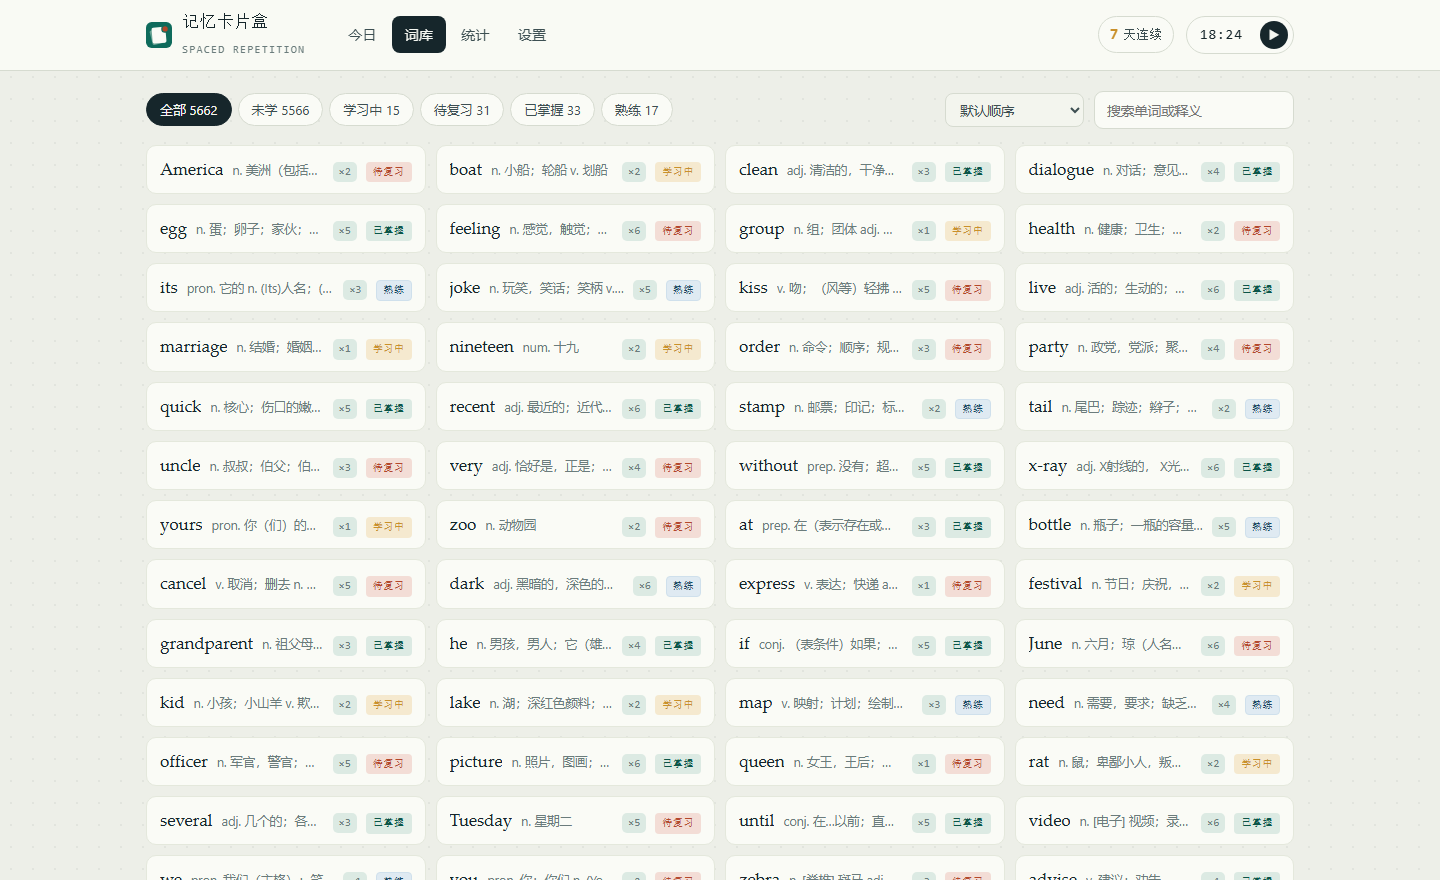 记忆卡片盒
SPACED REPETITION
今日 词库 统计 设置
7 天连续
18:24
全部 5662 未学 5566 学习中 15 待复习 31 已掌握 33 熟练 17
默认顺序 搜索单词或释义
America n. 美洲（包括... ×2 待复习
boat n. 小船；轮船 v. 划船 ×2 学习中
clean adj. 清洁的，干净... ×3 已掌握
dialogue n. 对话；意见... ×4 已掌握
egg n. 蛋；卵子；家伙；... ×5 已掌握
feeling n. 感觉，触觉；... ×6 待复习
group n. 组；团体 adj. ... ×1 学习中
health n. 健康；卫生；... ×2 待复习
its pron. 它的 n. (Its)人名；(... ×3 熟练
joke n. 玩笑，笑话；笑柄 v.... ×5 熟练
kiss v. 吻；（风等）轻拂 ... ×5 待复习
live adj. 活的；生动的；... ×6 已掌握
marriage n. 结婚；婚姻... ×1 学习中
nineteen num. 十九 ×2 学习中
order n. 命令；顺序；规... ×3 待复习
party n. 政党，党派；聚... ×4 待复习
quick n. 核心；伤口的嫩... ×5 已掌握
recent adj. 最近的；近代... ×6 已掌握
stamp n. 邮票；印记；标... ×2 熟练
tail n. 尾巴；踪迹；辫子；... ×2 熟练
uncle n. 叔叔；伯父；伯... ×3 待复习
very adj. 恰好是，正是；... ×4 待复习
without prep. 没有；超... ×5 已掌握
x-ray adj. X射线的， X光... ×6 已掌握
yours pron. 你（们）的... ×1 学习中
zoo n. 动物园 ×2 待复习
at prep. 在（表示存在或... ×3 已掌握
bottle n. 瓶子；一瓶的容量... ×5 熟练
cancel v. 取消；删去 n. ... ×5 待复习
dark adj. 黑暗的，深色的... ×6 熟练
express v. 表达；快递 a... ×1 待复习
festival n. 节日；庆祝，... ×2 学习中
grandparent n. 祖父母... ×3 已掌握
he n. 男孩，男人；它（雄... ×4 已掌握
if conj. （表条件）如果；... ×5 已掌握
June n. 六月；琼（人名... ×6 待复习
kid n. 小孩；小山羊 v. 欺... ×2 学习中
lake n. 湖；深红色颜料；... ×2 学习中
map v. 映射；计划；绘制... ×3 熟练
need n. 需要，要求；缺乏... ×4 熟练
officer n. 军官，警官；... ×5 待复习
picture n. 照片，图画；... ×6 已掌握
queen n. 女王，王后；... ×1 待复习
rat n. 鼠；卑鄙小人，叛... ×2 学习中
several adj. 几个的；各... ×3 已掌握
Tuesday n. 星期二 ×5 待复习
until conj. 在...以前；直... ×5 已掌握
video n. [电子] 视频；录... ×6 已掌握
we pron. 我们（主格）；笔... ×1 熟练
you pron. 你；你们 n. (Yo...
zebra n. [脊椎] 斑马 adj.
advise v. 建议；劝告